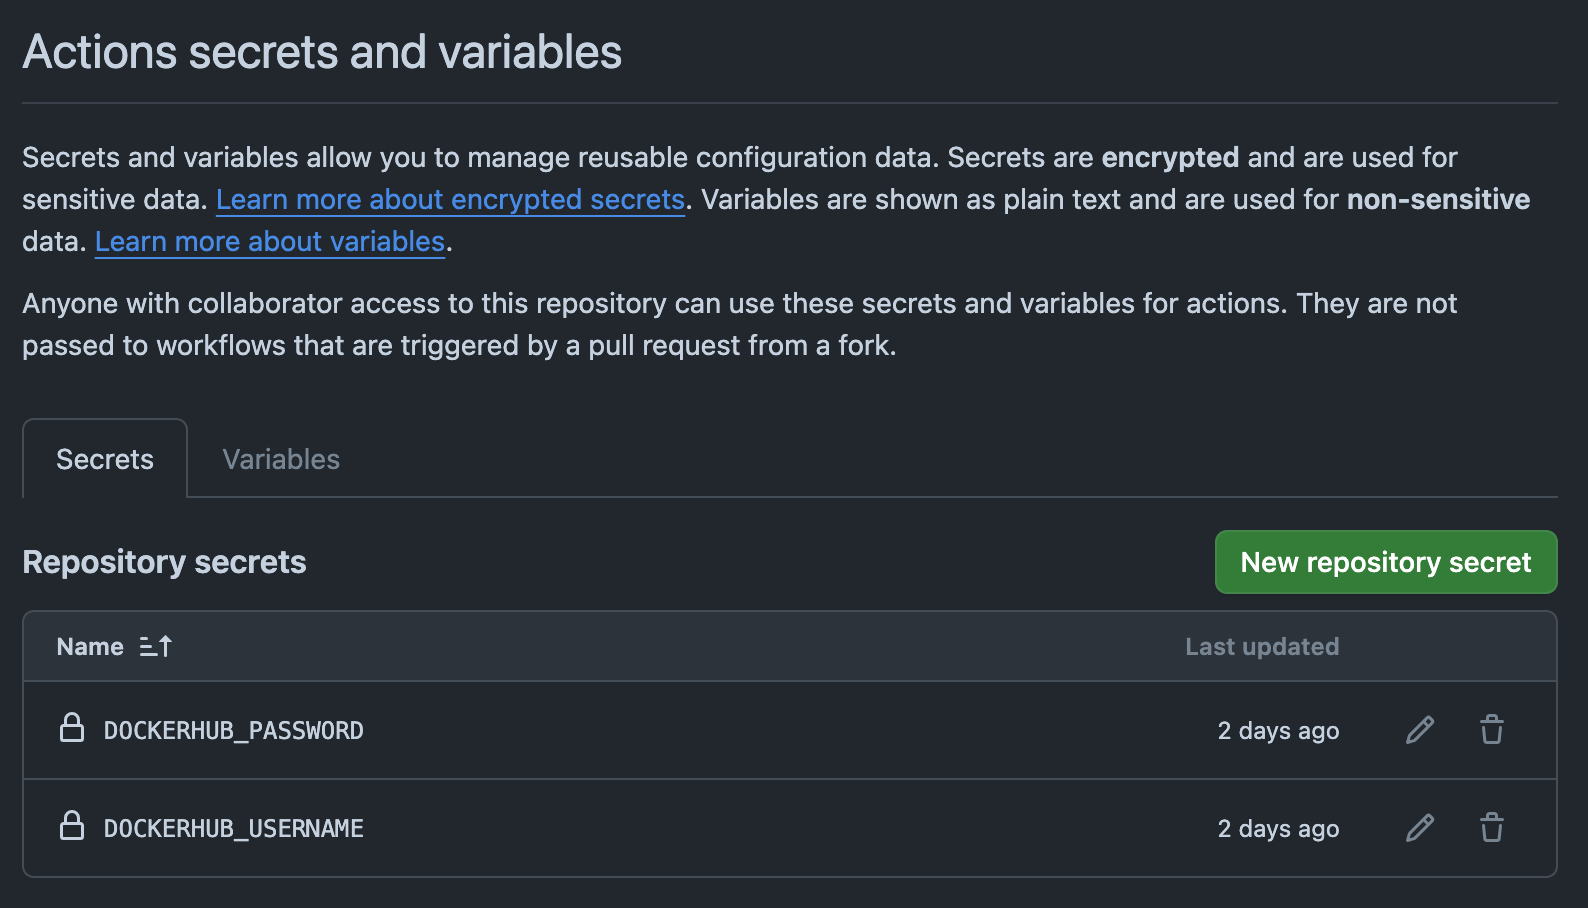 Actions secrets and variables
Secrets and variables allow you to manage reusable configuration data. Secrets are encrypted and are used for
sensitive data. Learn more about encrypted secrets. Variables are shown as plain text and are used for non-sensitive
data. Learn more about variables.
Anyone with collaborator access to this repository can use these secrets and variables for actions. They are not
passed to workflows that are triggered by a pull request from a fork.
Secrets Variables
Repository secrets New repository secret
Name Last updated
DOCKERHUB_PASSWORD 2 days ago
DOCKERHUB_USERNAME 2 days ago